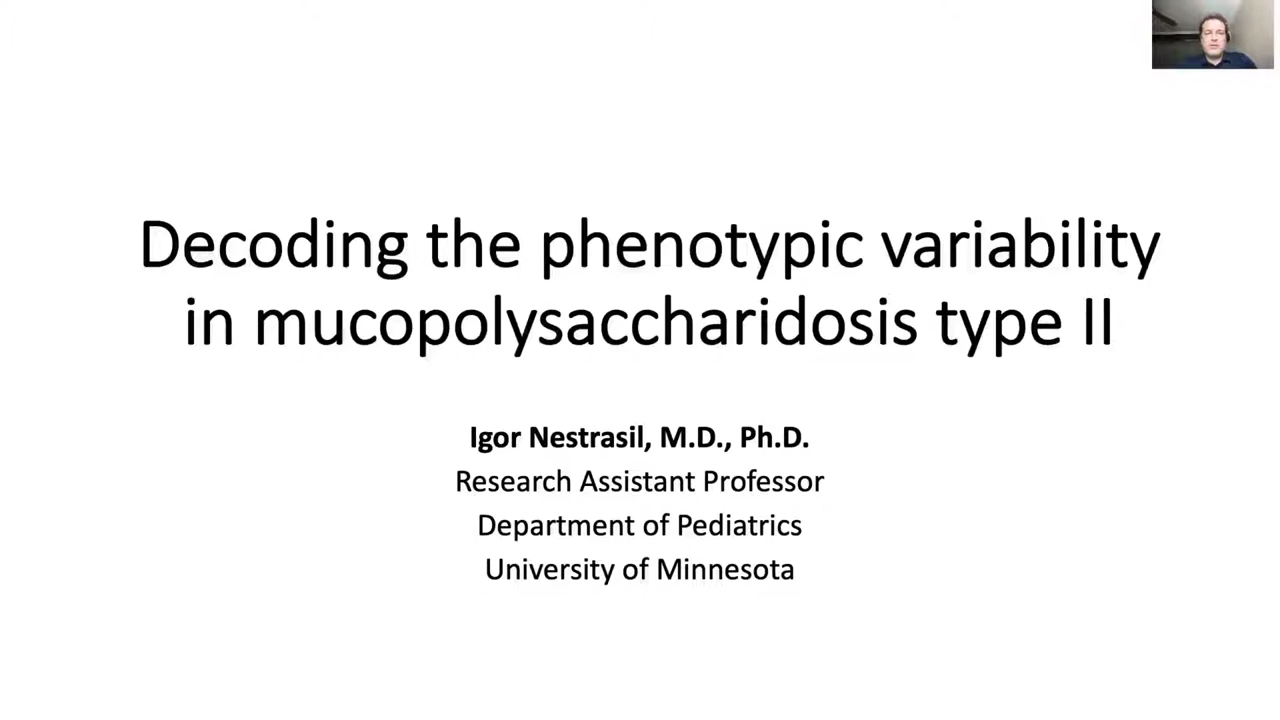 Decoding the phenotypic variability
in mucopolysaccharidosis type II
Igor Nestrasil, M.D., Ph.D.
Research Assistant Professor
Department of Pediatrics
University of Minnesota